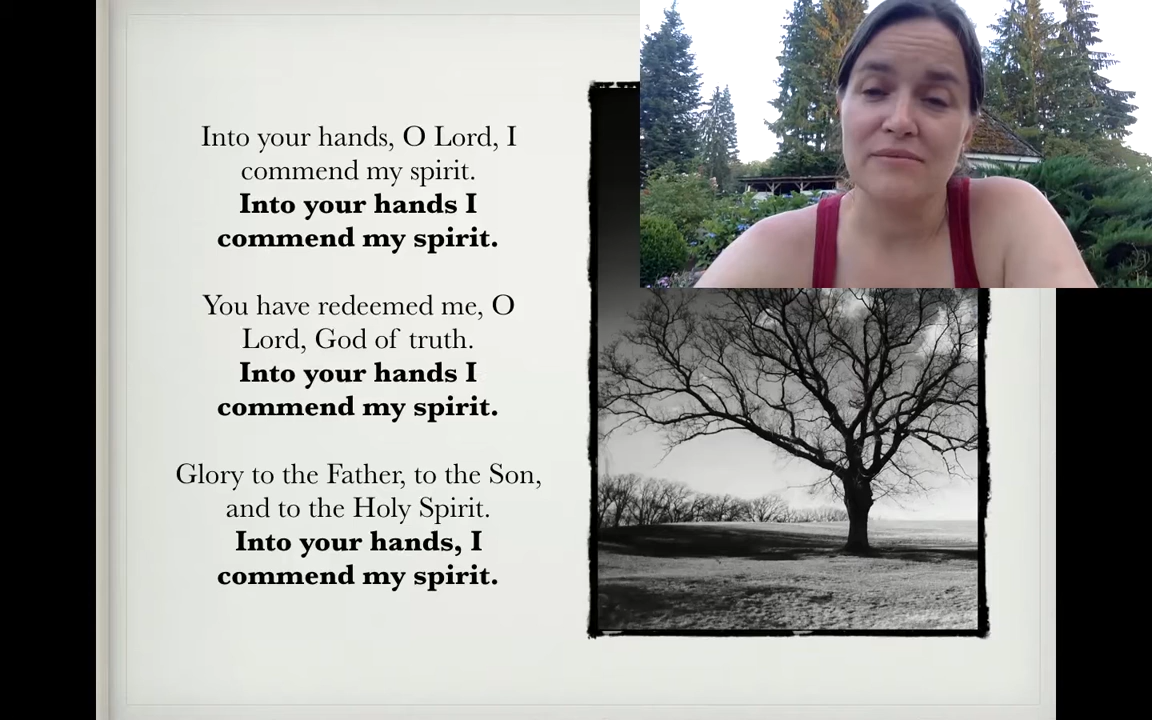 Into your hands, O Lord, I
commend my spirit.
Into your hands I
commend my spirit.
You have redeemed me, O
Lord, God of truth.
Into your hands I
commend my spirit.
Glory to the Father, to the Son,
and to the Holy Spirit.
Into your hands, I
commend my spirit.